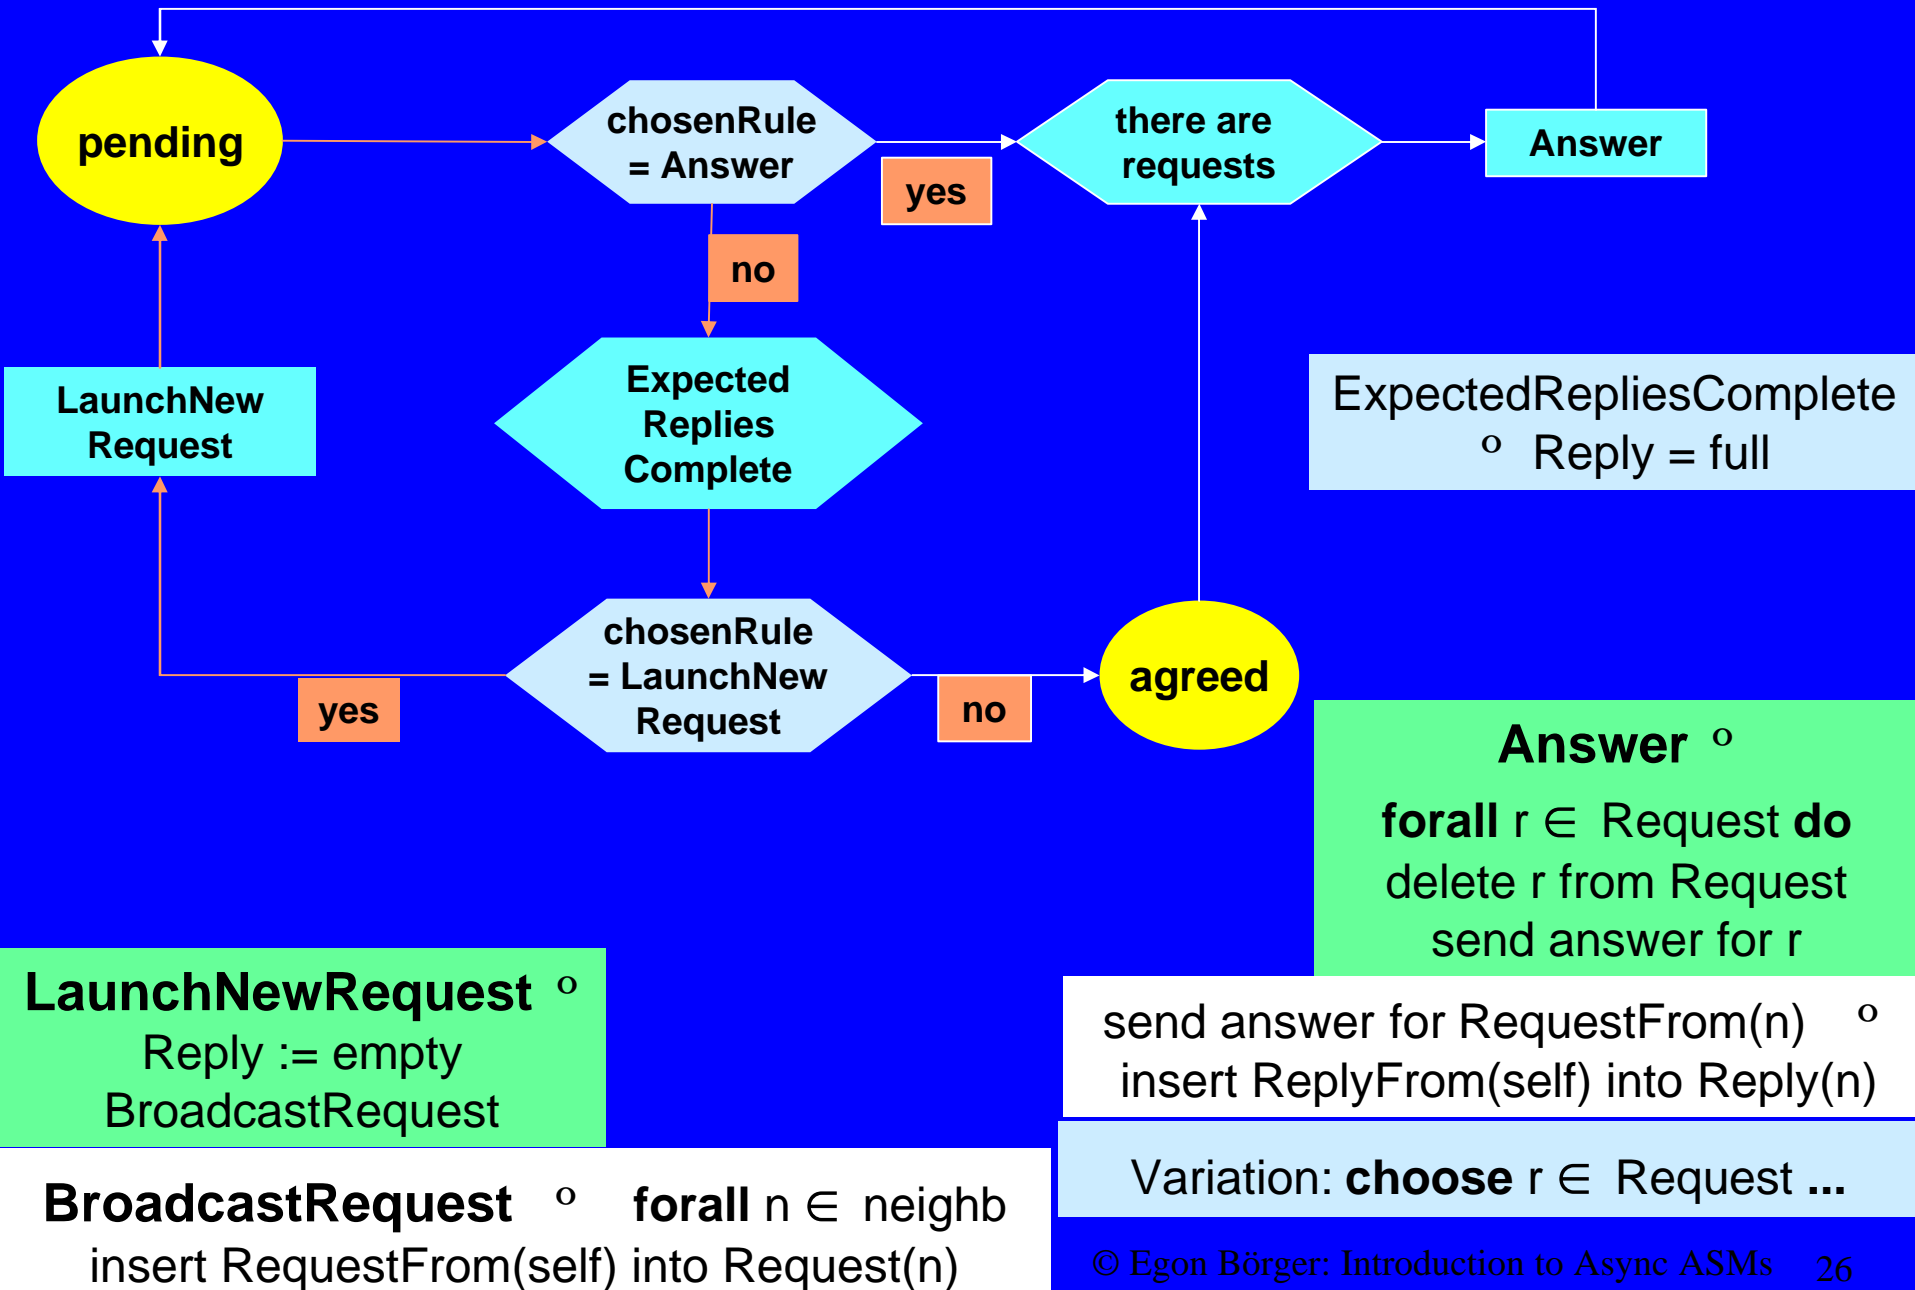 pending
chosenRule
= Answer
yes
there are
requests
Answer
no
LaunchNew
Request
Expected
Replies
Complete
ExpectedRepliesComplete
º Reply = full
chosenRule
= LaunchNew
Request
yes
no
agreed
Answer º
forall r ∈ Request do
delete r from Request
send answer for r
LaunchNewRequest º
Reply := empty
BroadcastRequest
send answer for RequestFrom(n) º
insert ReplyFrom(self) into Reply(n)
Variation: choose r ∈ Request ...
BroadcastRequest º forall n ∈ neighb
insert RequestFrom(self) into Request(n)
© Egon Börger: Introduction to Async ASMs 26